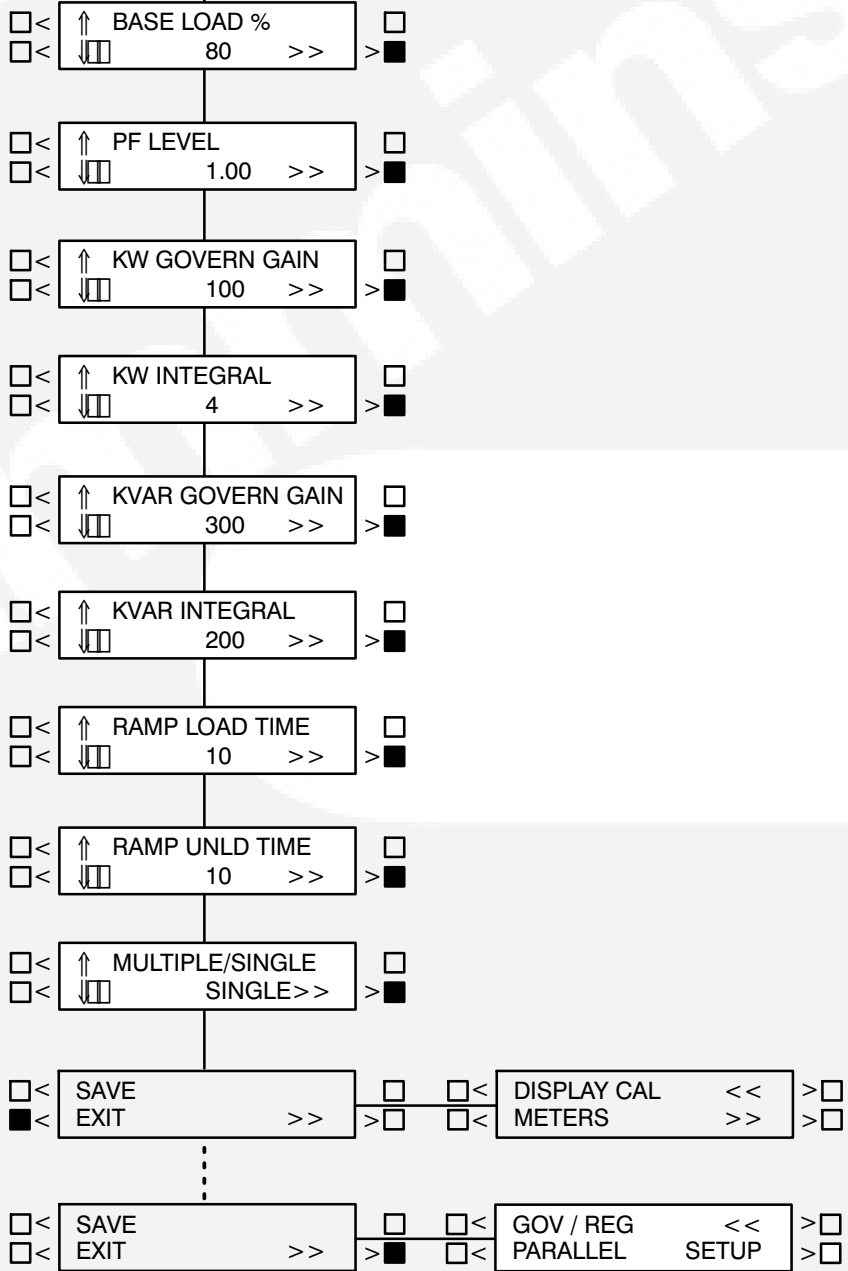 BASE LOAD %
80 >>
PF LEVEL
1.00 >>
KW GOVERN GAIN
100 >>
KW INTEGRAL
4 >>
KVAR GOVERN GAIN
300 >>
KVAR INTEGRAL
200 >>
RAMP LOAD TIME
10 >>
RAMP UNLD TIME
10 >>
MULTIPLE/SINGLE
SINGLE>>
SAVE
EXIT >>
DISPLAY CAL <<
METERS >>
SAVE
EXIT >>
GOV / REG <<
PARALLEL SETUP